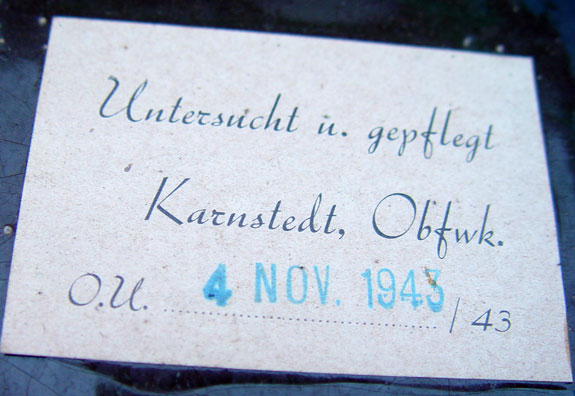 Untersucht u. gepflegt
Karnstedt, Obfwk.
O.U. 4 NOV. 1943 / 43